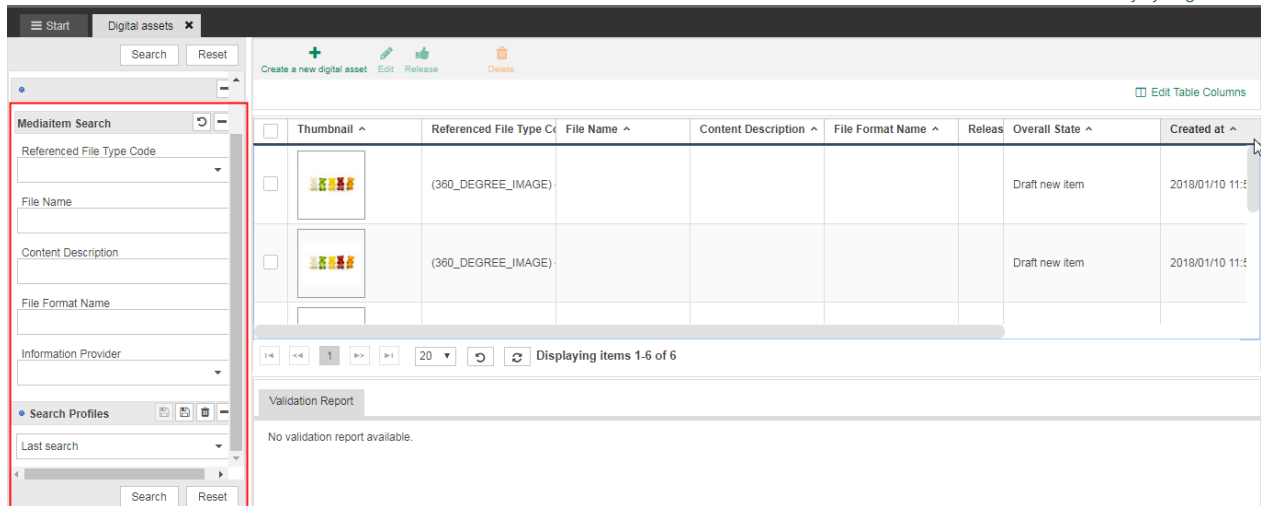 Start
Digital assets
Search
Reset
Create a new digital asset
Edit
Release
Delete
Edit Table Columns
Mediaitem Search
Referenced File Type Code
File Name
Content Description
File Format Name
Information Provider
Search Profiles
Last search
Search
Reset
Thumbnail
Referenced File Type Co
File Name
Content Description
File Format Name
Releas
Overall State
Created at
(360_DEGREE_IMAGE)
Draft new item
2018/01/10 11:5
(360_DEGREE_IMAGE)
Draft new item
2018/01/10 11:5
1
20
Displaying items 1-6 of 6
Validation Report
No validation report available.